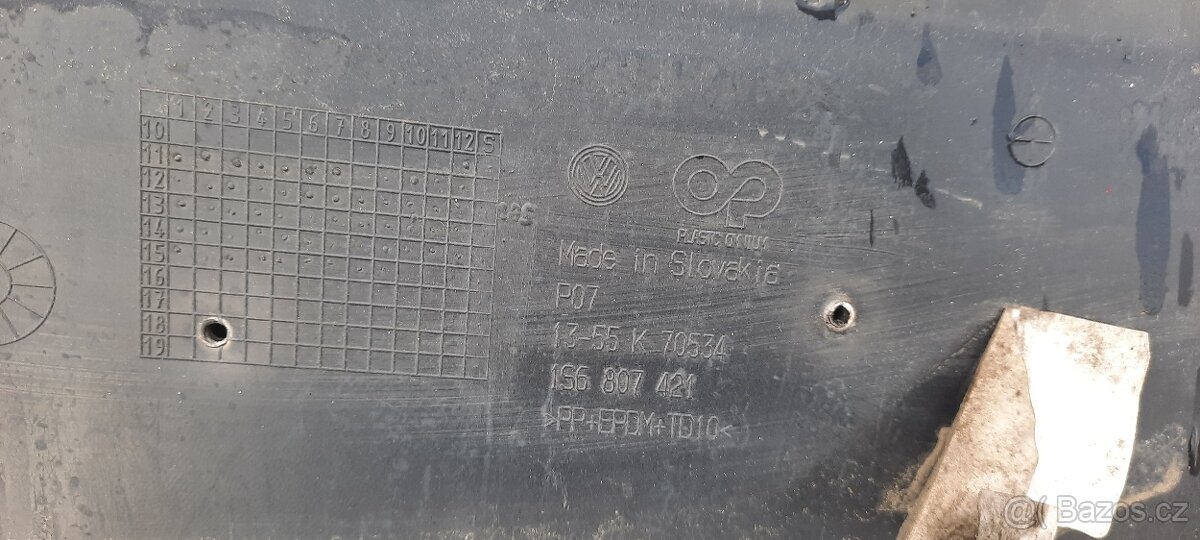 1 2 3 4 5 6 7 8 9 10 11 12 S
10
11
12
13
14
15
16
17
18
19
VW
OP
PLASTIC OMNIUM
Made in Slovakia
P07
13-55 K 70534
1S6 807 421
>PP+EPDM+TD10<
@( Bazos.cz